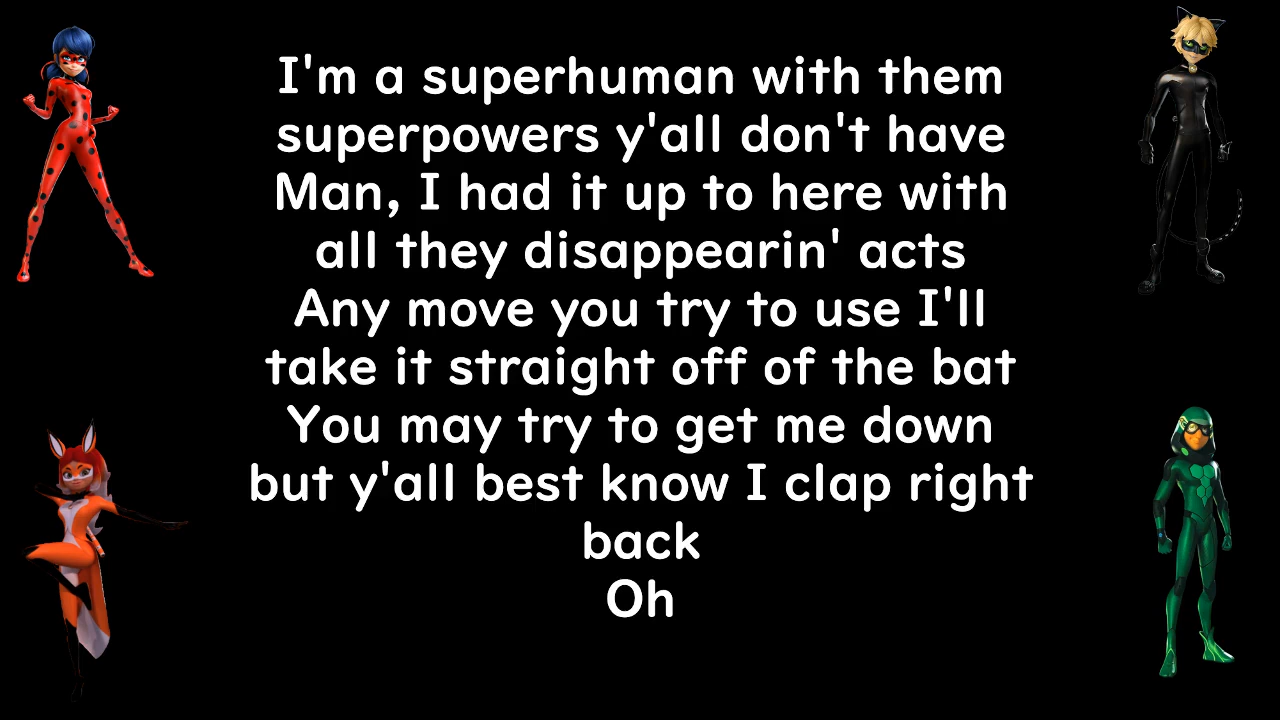 I'm a superhuman with them
superpowers y'all don't have
Man, I had it up to here with
all they disappearin' acts
Any move you try to use I'll
take it straight off of the bat
You may try to get me down
but y'all best know I clap right
back
Oh